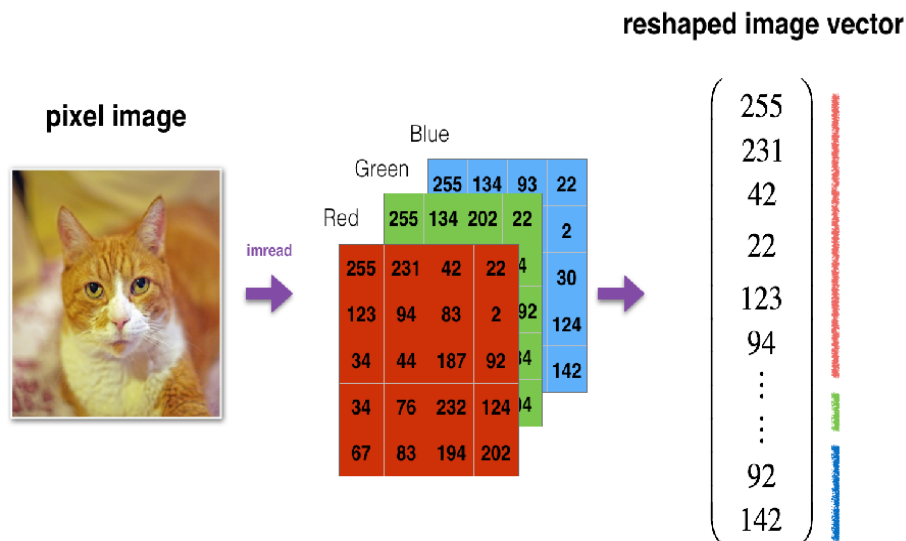 reshaped image vector
pixel image
Blue
Green
Red
imread
255 134 93 22
2
30
124
142
255 134 202 22
255 231 42 22
123 94 83 2
34 44 187 92
34 76 232 124
67 83 194 202
255
231
42
22
123
94
92
142